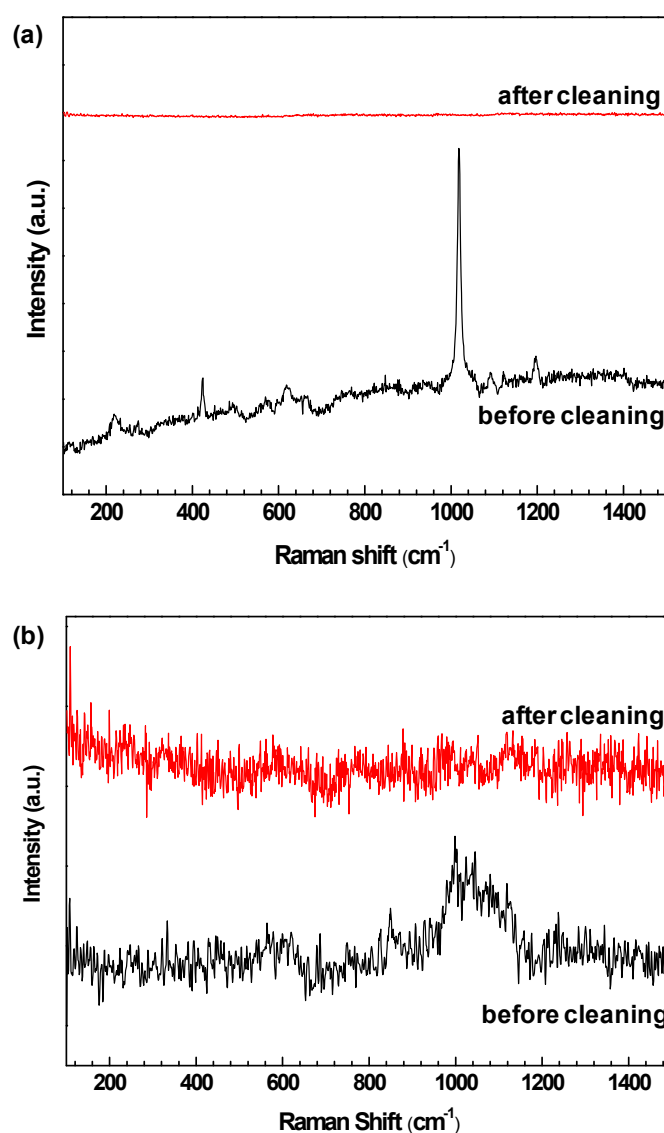 (a)
after cleaning
Intensity (a.u.)
before cleaning
200 400 600 800 1000 1200 1400
Raman shift (cm⁻¹)
(b)
after cleaning
Intensity (a.u.)
before cleaning
200 400 600 800 1000 1200 1400
Raman Shift (cm⁻¹)